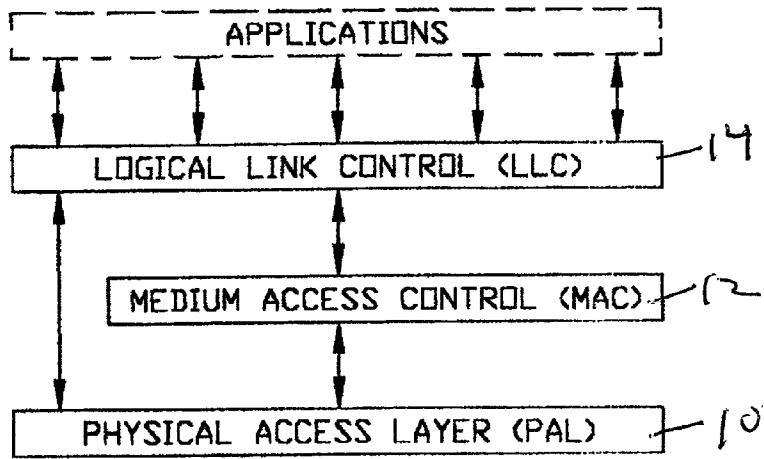 APPLICATIONS
LOGICAL LINK CONTROL (LLC) 14
MEDIUM ACCESS CONTROL (MAC) 12
PHYSICAL ACCESS LAYER (PAL) 10